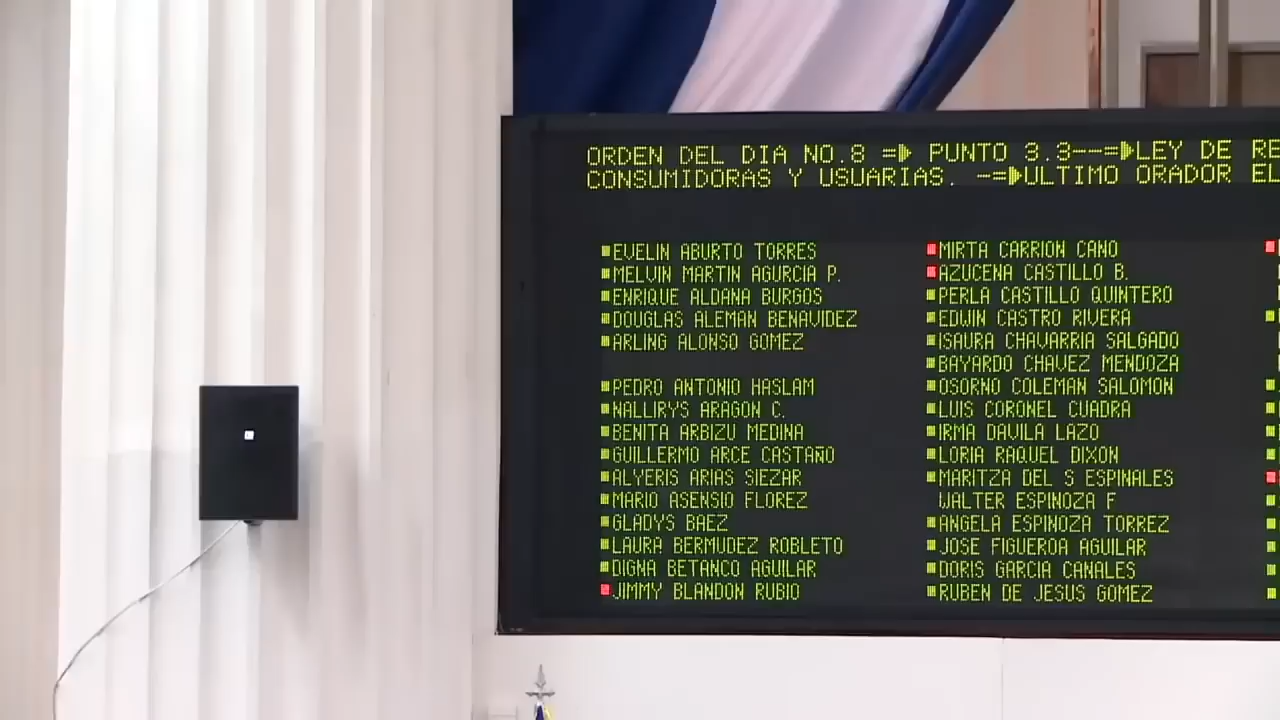 ORDEN DEL DIA NO.8 => PUNTO 3.3--=>LEY DE RE
CONSUMIDORAS Y USUARIAS. -=>ULTIMO ORADOR EL
EVELIN ABURTO TORRES
MELVIN MARTIN AGURCIA P.
ENRIQUE ALDANA BURGOS
DOUGLAS ALEMAN BENAVIDEZ
ARLING ALONSO GOMEZ
PEDRO ANTONIO HASLAM
NALLIRYS ARAGON C.
BENITA ARBIZU MEDINA
GUILLERMO ARCE CASTAÑO
ALYERIS ARIAS SIEZAR
MARIO ASENSIO FLOREZ
GLADYS BAEZ
LAURA BERMUDEZ ROBLETO
DIGNA BETANCO AGUILAR
JIMMY BLANDON RUBIO
MIRTA CARRION CANO
AZUCENA CASTILLO B.
PERLA CASTILLO QUINTERO
EDWIN CASTRO RIVERA
ISAURA CHAVARRIA SALGADO
BAYARDO CHAVEZ MENDOZA
OSORNO COLEMAN SALOMON
LUIS CORONEL CUADRA
IRMA DAVILA LAZO
LORIA RAQUEL DIXON
MARITZA DEL S ESPINALES
WALTER ESPINOZA F
ANGELA ESPINOZA TORREZ
JOSE FIGUEROA AGUILAR
DORIS GARCIA CANALES
RUBEN DE JESUS GOMEZ